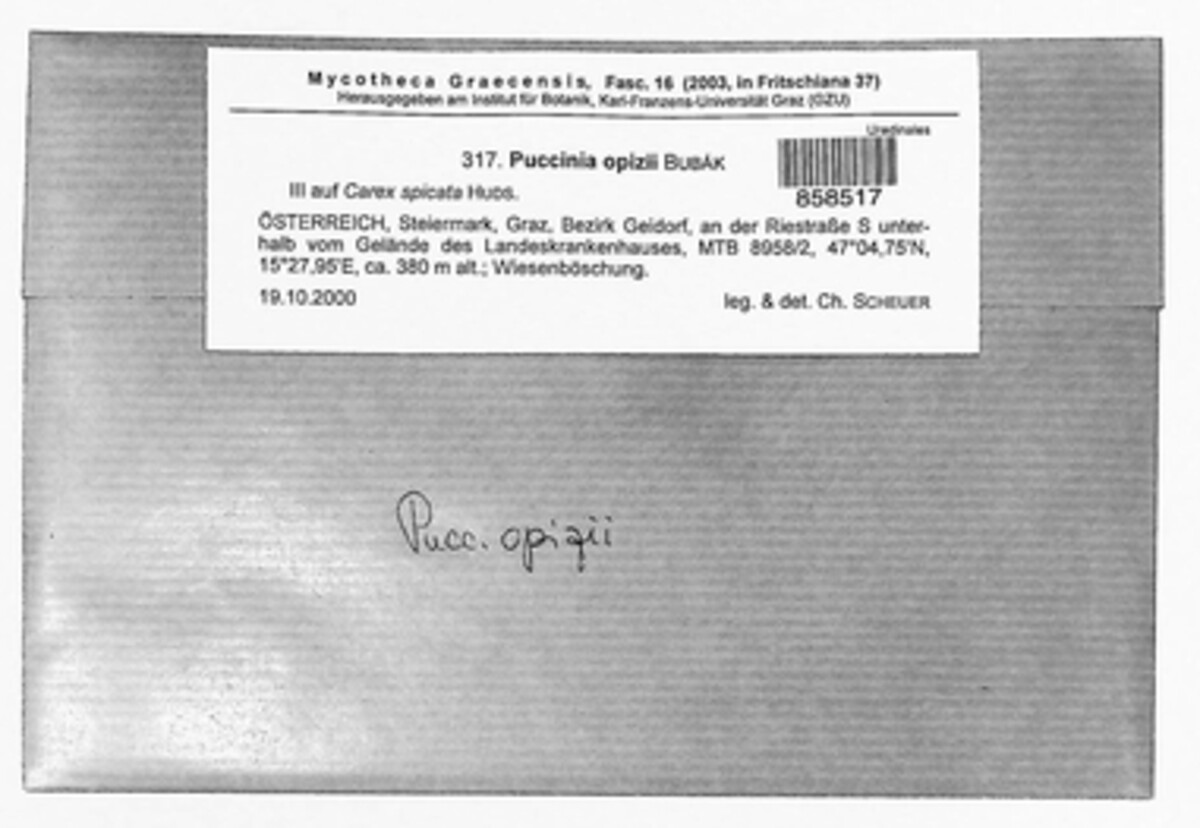 Mycotheca Graecensis, Fasc. 16 (2003, in Fritschiana 37)
Herausgegeben am Institut für Botanik, Karl-Franzens-Universität Graz (GZU)
Uredinales
317. Puccinia opizii BUBÁK
858517
III auf Carex spicata HUDS.
ÖSTERREICH, Steiermark, Graz, Bezirk Geidorf, an der Riestraße S unter-
halb vom Gelände des Landeskrankenhauses, MTB 8958/2, 47°04,75'N,
15°27,95'E, ca. 380 m alt.; Wiesenböschung.
19.10.2000 leg. & det. Ch. SCHEUER
Pucc. opizii